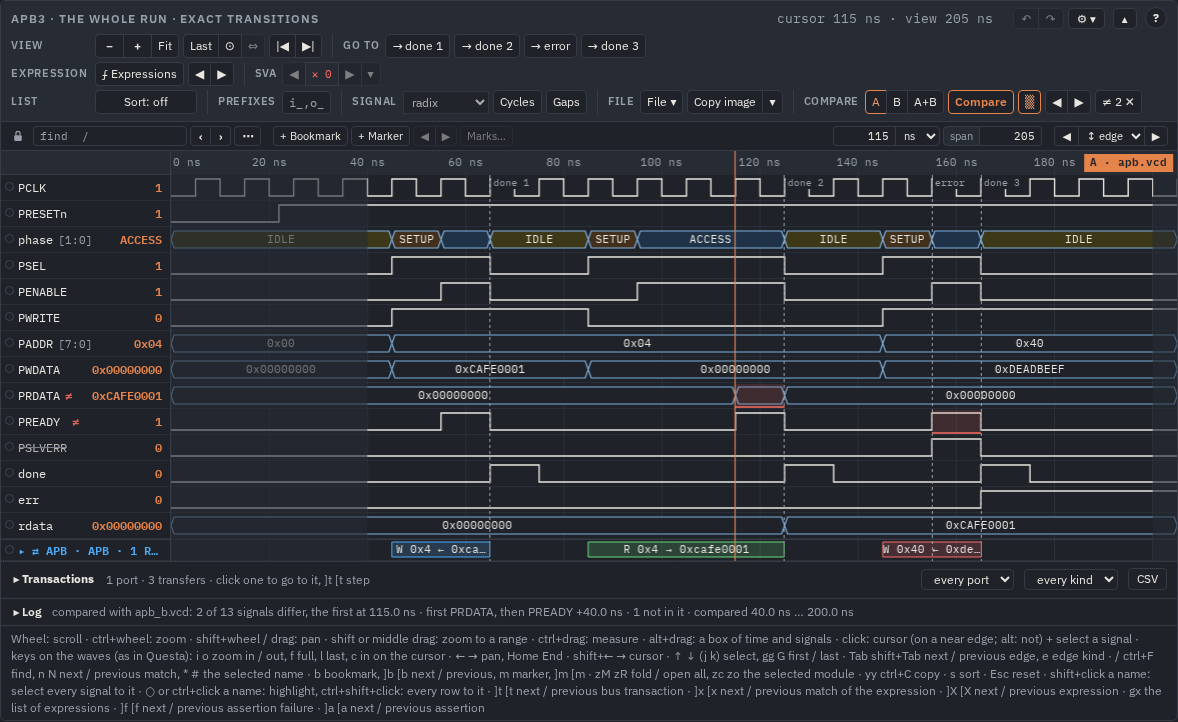 APB3 · THE WHOLE RUN · EXACT TRANSITIONS cursor 115 ns · view 205 ns ↶ ↷ ⚙ ▾ ▴ ?
VIEW − + Fit Last ⊙ ⇔ |◀ ▶| GO TO → done 1 → done 2 → error → done 3
EXPRESSION ⨍ Expressions ◀ ▶ SVA ◀ × 0 ▶ ▾
LIST Sort: off PREFIXES i_,o_ SIGNAL radix Cycles Gaps FILE File ▾ Copy image ▾ COMPARE A B A+B Compare ▒ ◀ ▶ ≠ 2 ✕
find / ‹ › ⋯ + Bookmark + Marker ◀ ▶ Marks... 115 ns span 205 ◀ ↕ edge ▶
0 ns 20 ns 40 ns 60 ns 80 ns 100 ns 120 ns 140 ns 160 ns 180 ns A · apb.vcd
PCLK 1 done 1 done 2 error done 3
PRESETn 1
phase [1:0] ACCESS IDLE SETUP IDLE SETUP ACCESS IDLE SETUP IDLE
PSEL 1
PENABLE 1
PWRITE 0
PADDR [7:0] 0x04 0x00 0x04 0x40
PWDATA 0x00000000 0x00000000 0xCAFE0001 0x00000000 0xDEADBEEF
PRDATA ≠ 0xCAFE0001 0x00000000 0x00000000
PREADY ≠ 1
PSLVERR 0
done 0
err 0
rdata 0x00000000 0x00000000 0xCAFE0001
▸ ⇄ APB · APB · 1 R… W 0x4 ← 0xca… R 0x4 → 0xcafe0001 W 0x40 ← 0xde…
▸ Transactions 1 port · 3 transfers · click one to go to it, ]t [t step every port every kind CSV
▸ Log compared with apb_b.vcd: 2 of 13 signals differ, the first at 115.0 ns · first PRDATA, then PREADY +40.0 ns · 1 not in it · compared 40.0 ns ... 200.0 ns
Wheel: scroll · ctrl+wheel: zoom · shift+wheel / drag: pan · shift or middle drag: zoom to a range · ctrl+drag: measure · alt+drag: a box of time and signals · click: cursor (on a near edge; alt: not) + select a signal ·
keys on the waves (as in Questa): i o zoom in / out, f full, l last, c in on the cursor · ← → pan, Home End · shift+← → cursor · ↑ ↓ (j k) select, gg G first / last · Tab shift+Tab next / previous edge, e edge kind · / ctrl+F
find, n N next / previous match, * # the selected name · b bookmark, ]b [b next / previous, m marker, ]m [m · zM zR fold / open all, zc zo the selected module · yy ctrl+C copy · s sort · Esc reset · shift+click a name:
select every signal to it · ○ or ctrl+click a name: highlight, ctrl+shift+click: every row to it · ]t [t next / previous bus transaction · ]x [x next / previous match of the expression · ]X [X next / previous expression · gx the
list of expressions · ]f [f next / previous assertion failure · ]a [a next / previous assertion